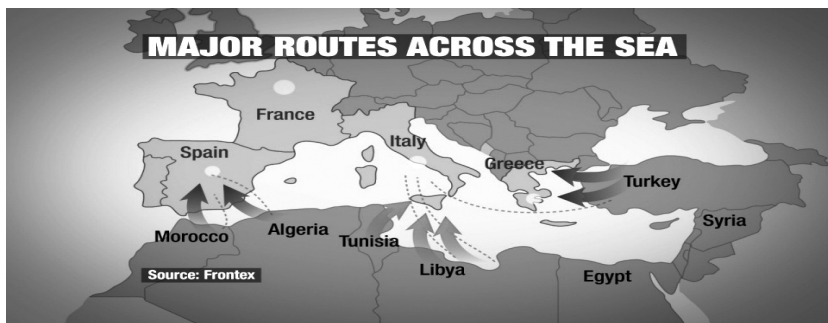 MAJOR ROUTES ACROSS THE SEA
France
Italy
Spain
Greece
Turkey
Syria
Morocco
Algeria
Tunisia
Libya
Egypt
Source: Frontex